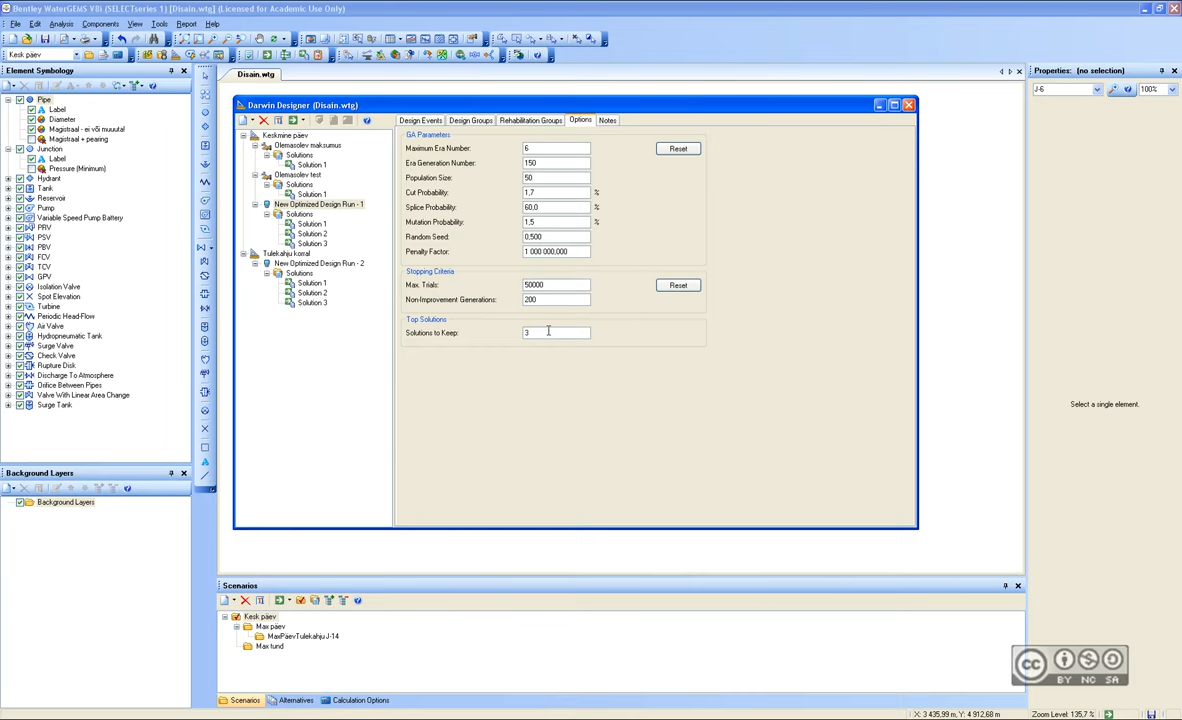 Bentley WaterGEMS V8i (SELECTseries 1) [Disain.wtg] (Licensed for Academic Use Only)
File Edit Analysis Components View Tools Report Help
Kesk päev
Element Symbology
Pipe
Label
Diameter
Magistraal - ei või muuuta!
Magistraal + pearing
Junction
Label
Pressure (Minimum)
Hydrant
Tank
Reservoir
Pump
Variable Speed Pump Battery
PRV
PSV
PBV
FCV
TCV
GPV
Isolation Valve
Spot Elevation
Turbine
Periodic Head-Flow
Air Valve
Hydropneumatic Tank
Surge Valve
Check Valve
Rupture Disk
Discharge To Atmosphere
Orifice Between Pipes
Valve With Linear Area Change
Surge Tank
Background Layers
Background Layers
Disain.wtg
Darwin Designer (Disain.wtg)
Keskmine päev
Olemasolev maksumus
Solutions
Solution 1
Olemasolev test
Solutions
Solution 1
New Optimized Design Run - 1
Solutions
Solution 1
Solution 2
Solution 3
Tulekahju korral
New Optimized Design Run - 2
Solutions
Solution 1
Solution 2
Solution 3
Design Events Design Groups Rehabilitation Groups Options Notes
GA Parameters
Maximum Era Number: 6 Reset
Era Generation Number: 150
Population Size: 50
Cut Probability: 1,7 %
Splice Probability: 60,0 %
Mutation Probability: 1,5 %
Random Seed: 0,500
Penalty Factor: 1 000 000,000
Stopping Criteria
Max. Trials: 50000 Reset
Non-Improvement Generations: 200
Top Solutions
Solutions to Keep: 3
Scenarios
Kesk päev
Max päev
MaxPäevTulekahjuJ-14
Max tund
Scenarios Alternatives Calculation Options
Properties: (no selection)
J-6 100%
Select a single element.
cc
BY NC SA
X: 3 435,99 m, Y: 4 912,68 m Zoom Level: 135,7 %